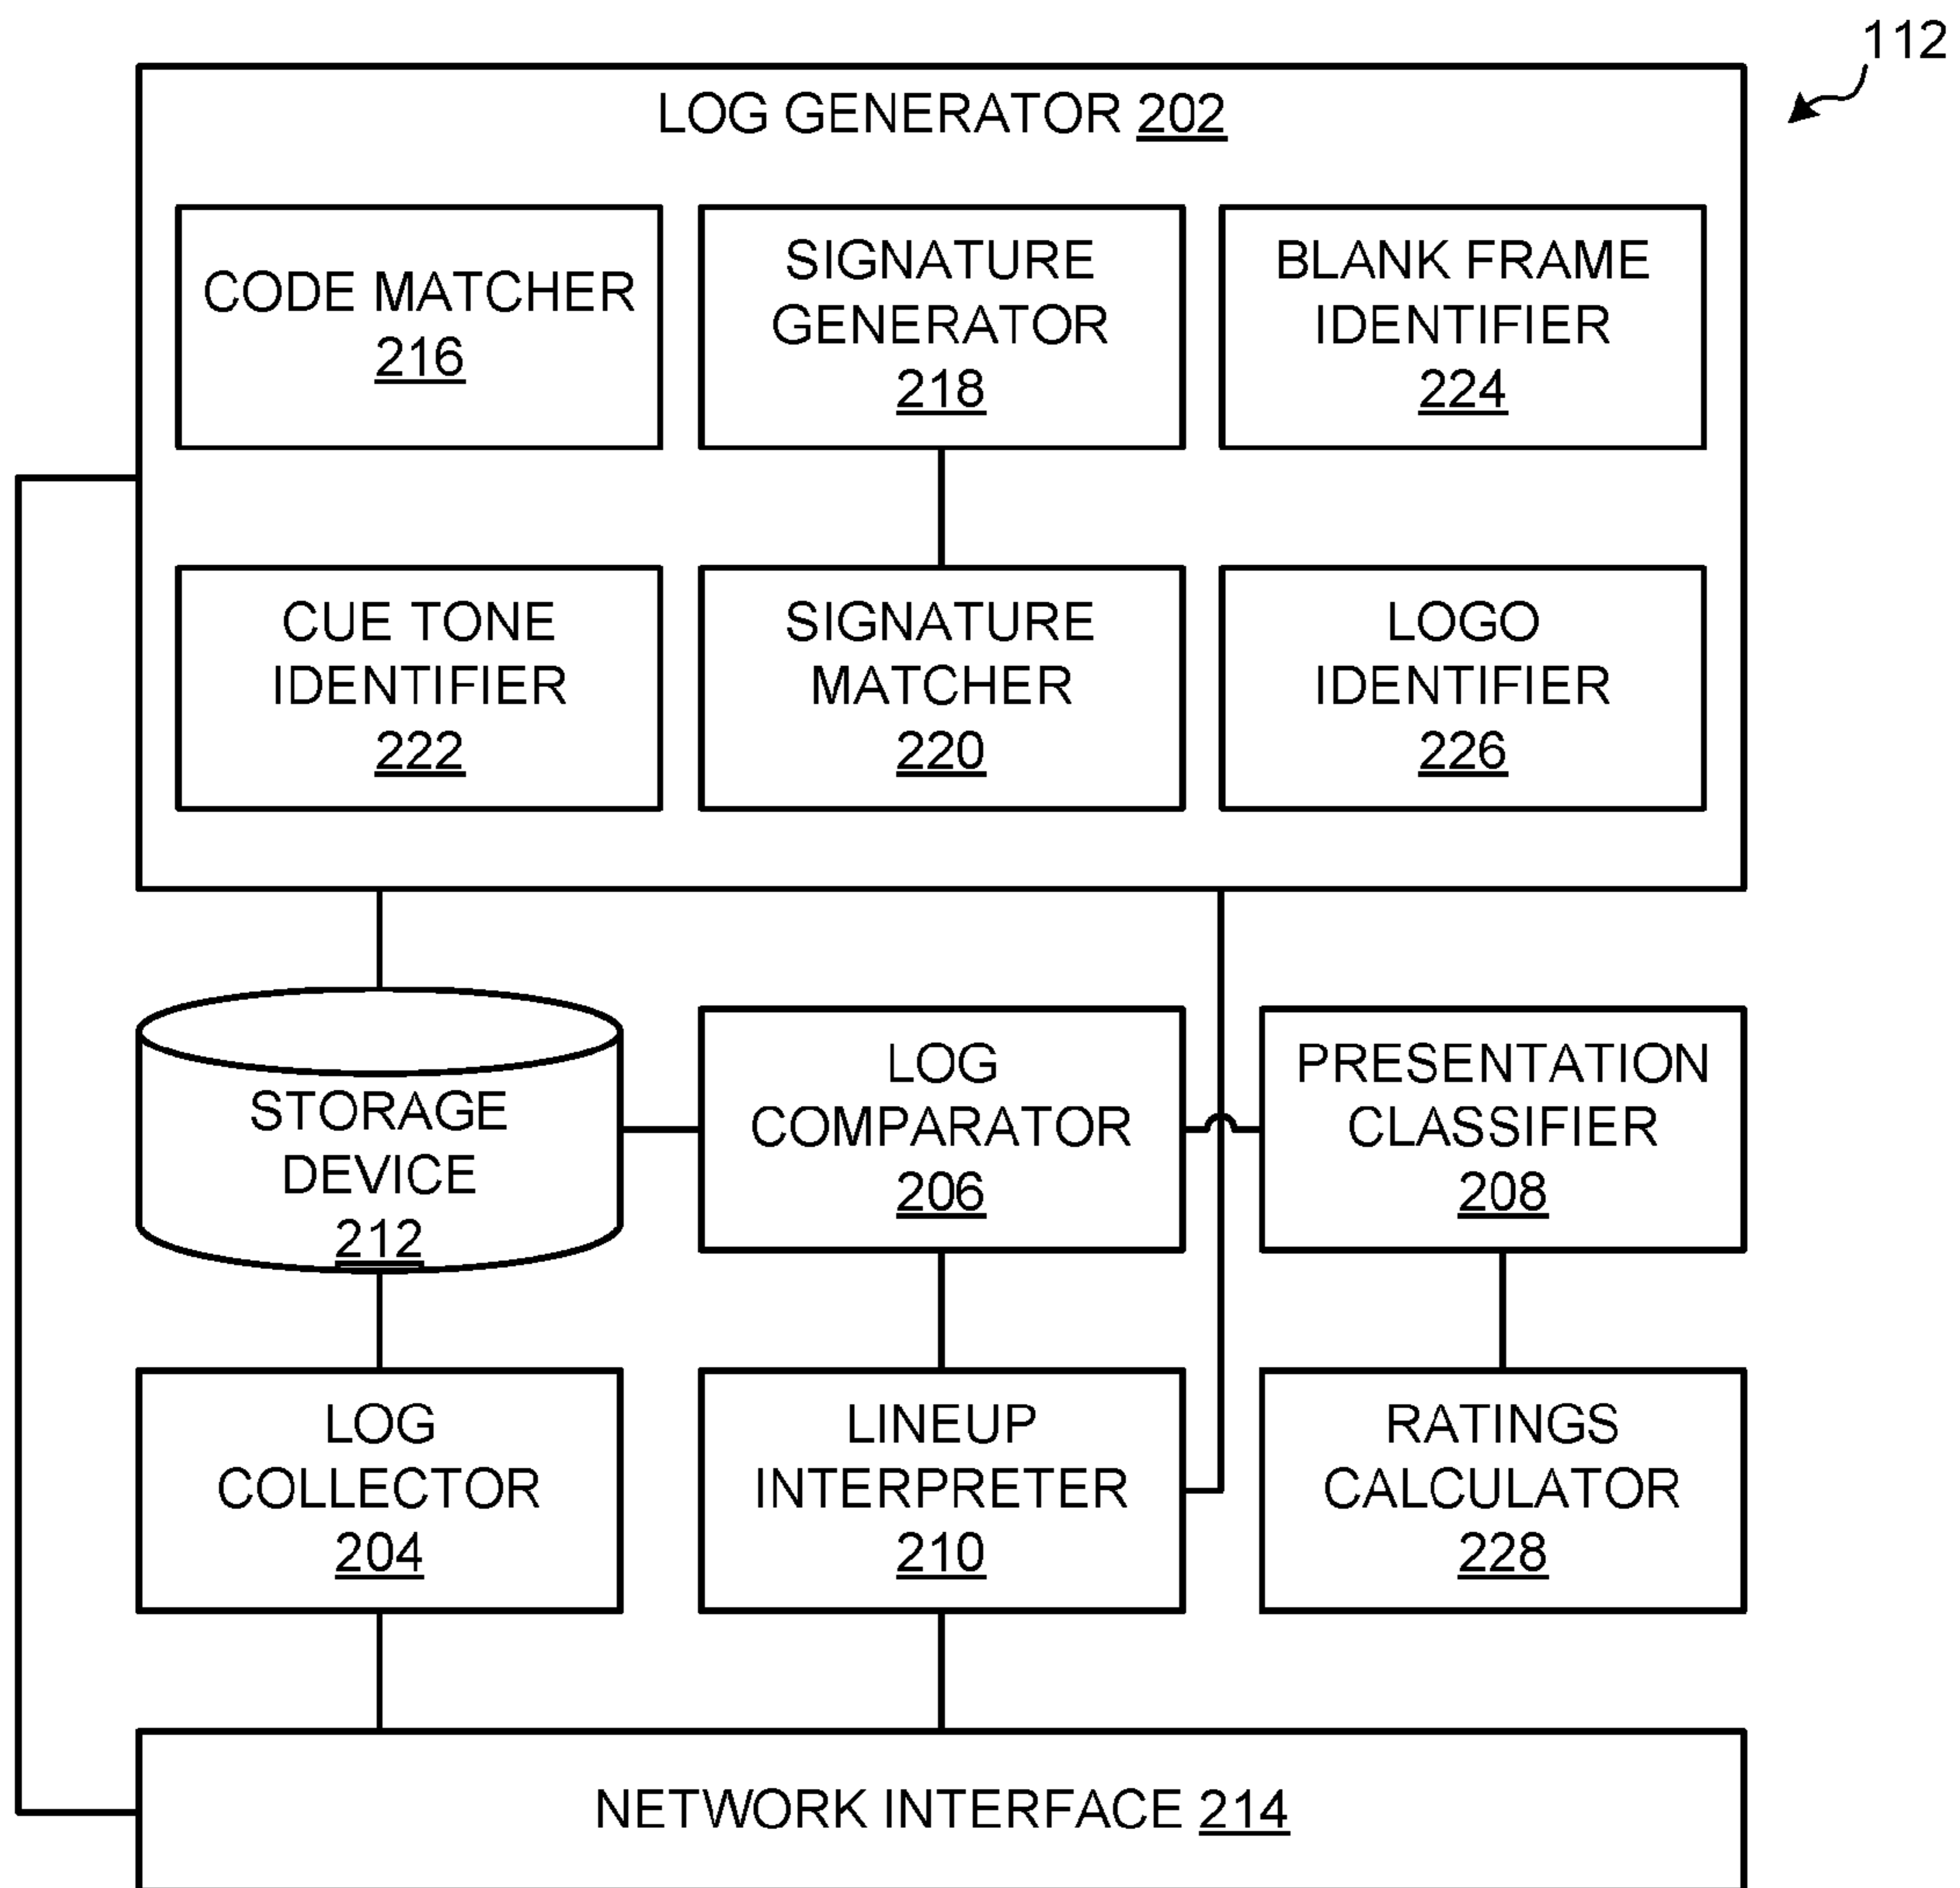 112
LOG GENERATOR 202
CODE MATCHER
216
SIGNATURE
GENERATOR
218
BLANK FRAME
IDENTIFIER
224
CUE TONE
IDENTIFIER
222
SIGNATURE
MATCHER
220
LOGO
IDENTIFIER
226
STORAGE
DEVICE
212
LOG
COMPARATOR
206
PRESENTATION
CLASSIFIER
208
LOG
COLLECTOR
204
LINEUP
INTERPRETER
210
RATINGS
CALCULATOR
228
NETWORK INTERFACE 214